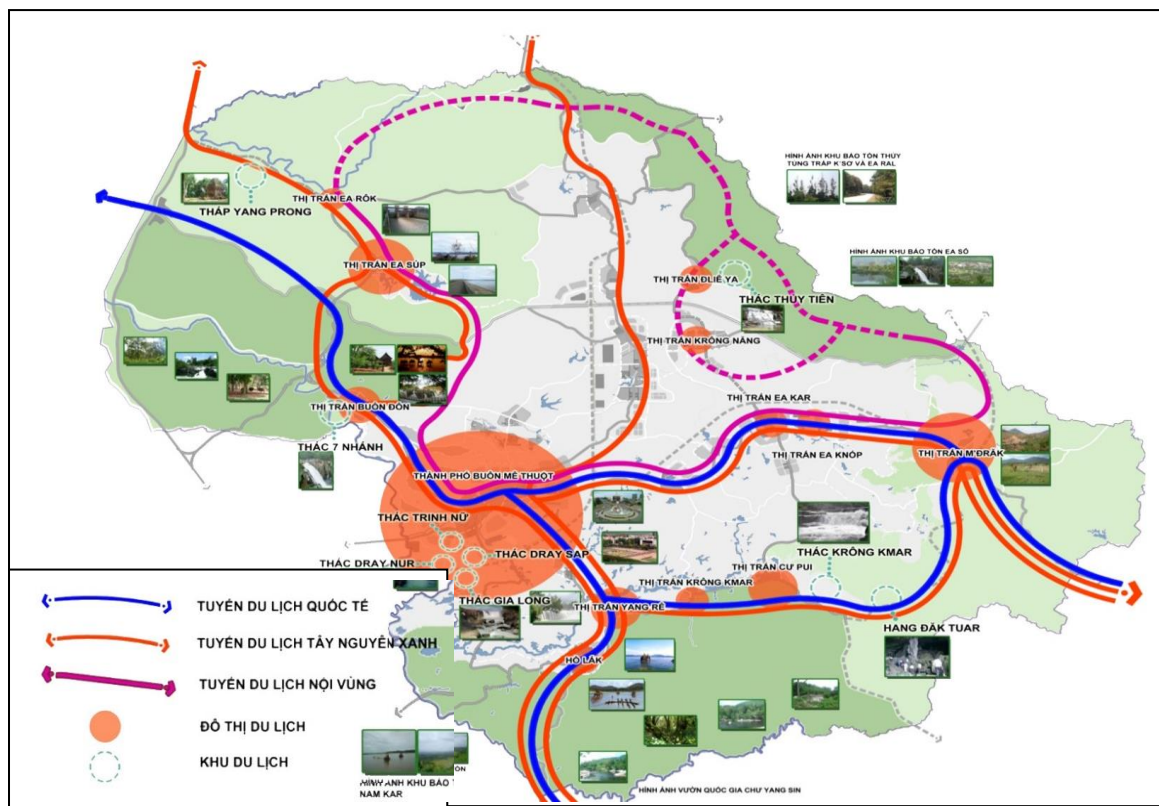 HÌNH ẢNH KHU BẢO TỒN THỦY
TÙNG TRẤP K'SƠ VÀ EA RAL
THÁP YANG PRONG
THỊ TRẤN EA RỐK
HÌNH ẢNH KHU BẢO TỒN EA SÔ
THỊ TRẤN EA SÚP
THỊ TRẤN ĐLIÊ YA
THÁC THỦY TIÊN
THỊ TRẤN KRÔNG NĂNG
THỊ TRẤN BUÔN ĐÔN
THỊ TRẤN EA KAR
THÁC 7 NHÁNH
THỊ TRẤN EA KNỐP
THỊ TRẤN M'ĐRĂK
THÀNH PHỐ BUÔN MÊ THUỘT
THÁC TRINH NỮ
THÁC DRAY SAP
THÁC DRAY NUR
THÁC KRÔNG KMAR
THỊ TRẤN CƯ PUI
THỊ TRẤN KRÔNG KMAR
THÁC GIA LONG
THỊ TRẤN YANG RÉ
HANG ĐĂK TUAR
HỒ LĂK
TUYẾN DU LỊCH QUỐC TẾ
TUYẾN DU LỊCH TÂY NGUYÊN XANH
TUYẾN DU LỊCH NỘI VÙNG
ĐÔ THỊ DU LỊCH
KHU DU LỊCH
HÌNH ẢNH KHU BẢO T
NAM KAR
HÌNH ẢNH VƯỜN QUỐC GIA CHƯ YANG SIN